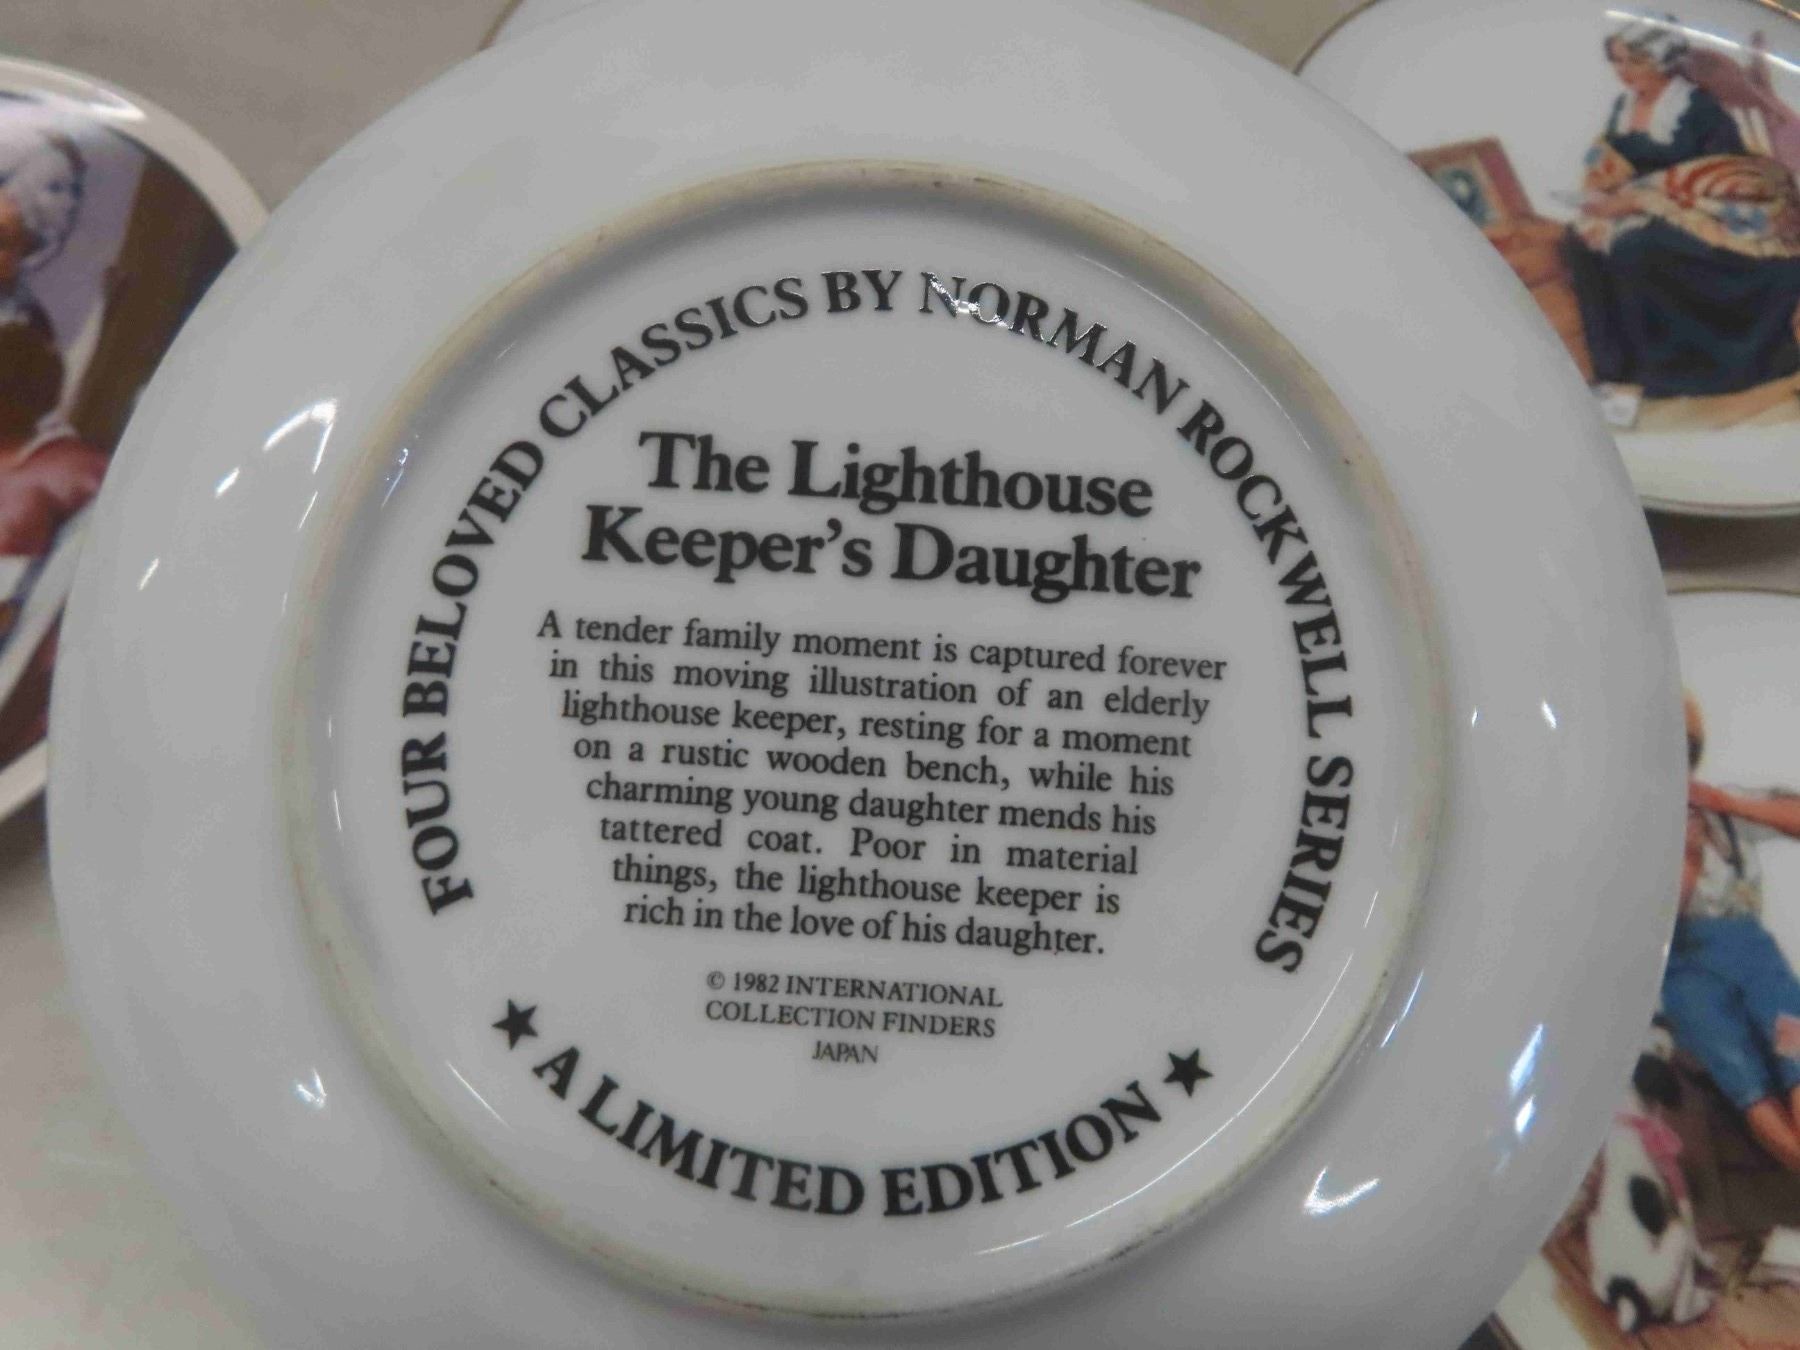 FOUR BELOVED CLASSICS BY NORMAN ROCKWELL SERIES
The Lighthouse
Keeper's Daughter
A tender family moment is captured forever
in this moving illustration of an elderly
lighthouse keeper, resting for a moment
on a rustic wooden bench, while his
charming young daughter mends his
tattered coat. Poor in material
things, the lighthouse keeper is
rich in the love of his daughter.
© 1982 INTERNATIONAL
COLLECTION FINDERS
JAPAN
★ A LIMITED EDITION ★